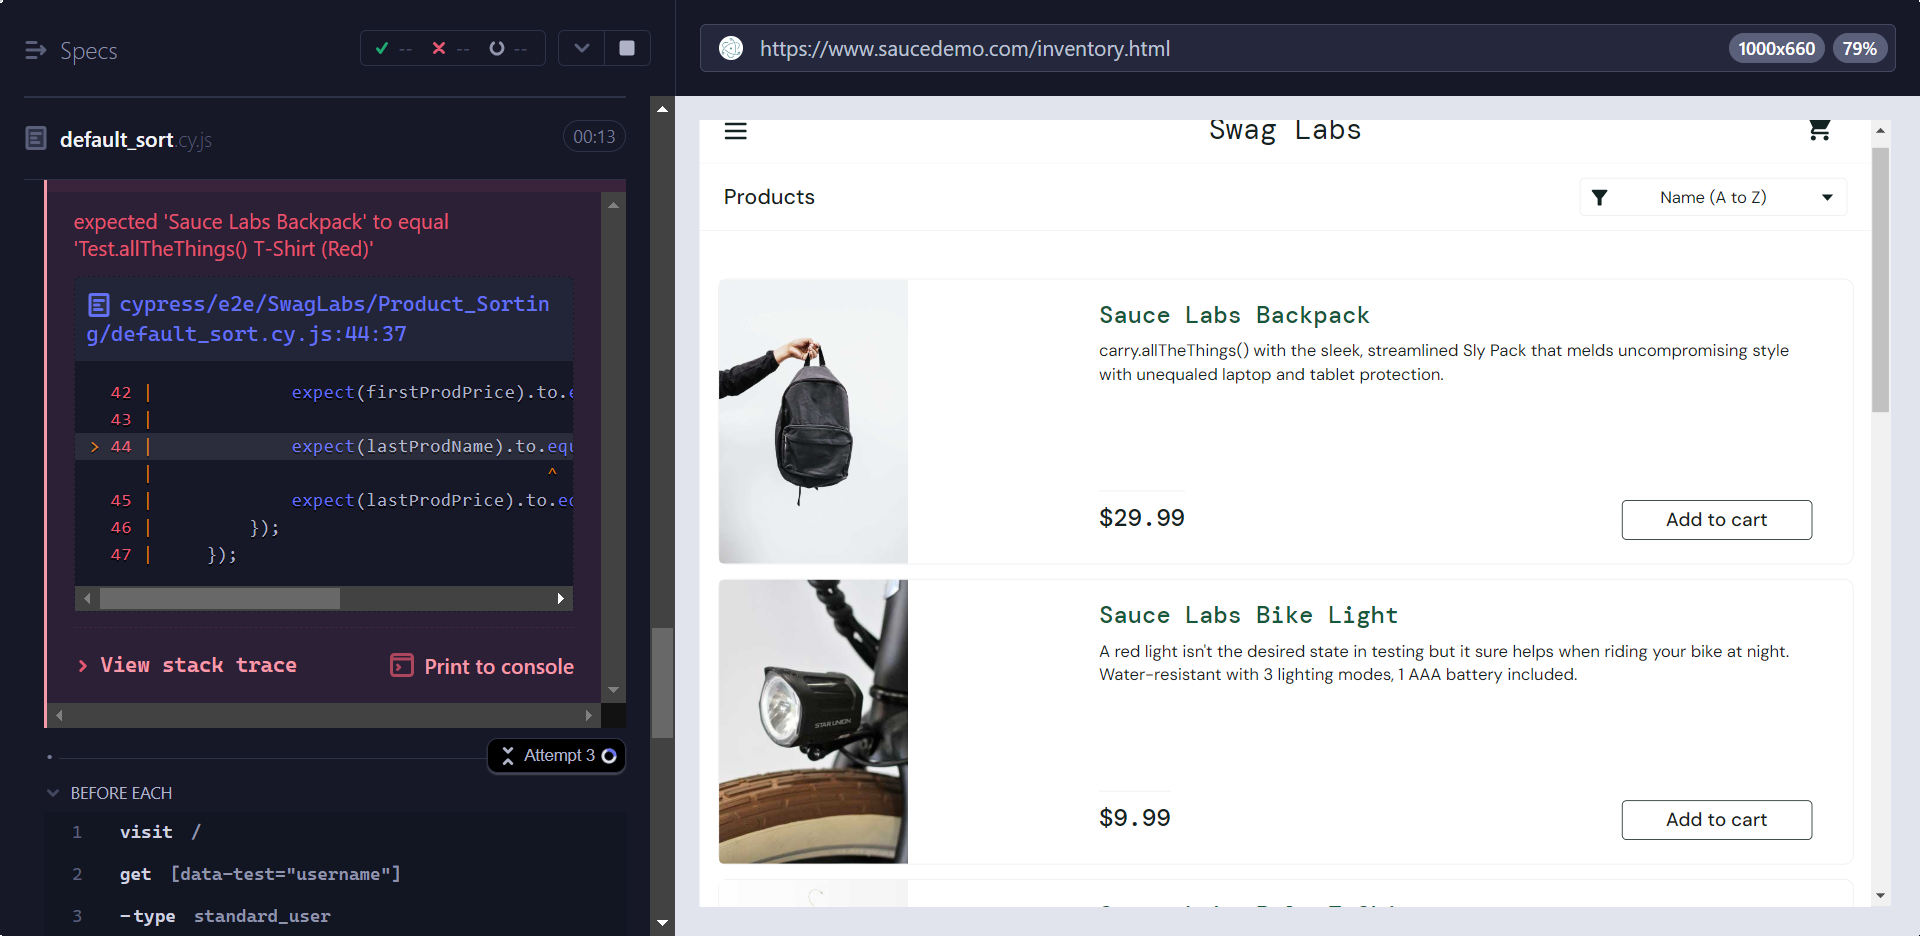 Specs
-- -- --
default_sort.cy.js
00:13
expected 'Sauce Labs Backpack' to equal
'Test.allTheThings() T-Shirt (Red)'
cypress/e2e/SwagLabs/Product_Sortin
g/default_sort.cy.js:44:37
42 | expect(firstProdPrice).to.e
43 |
> 44 | expect(lastProdName).to.equ
| ^
45 | expect(lastProdPrice).to.eq
46 | });
47 | });
View stack trace
Print to console
Attempt 3
BEFORE EACH
1 visit /
2 get [data-test="username"]
3 -type standard_user
https://www.saucedemo.com/inventory.html
1000x660
79%
Swag Labs
Products
Name (A to Z)
Sauce Labs Backpack
carry.allTheThings() with the sleek, streamlined Sly Pack that melds uncompromising style
with unequaled laptop and tablet protection.
$29.99
Add to cart
Sauce Labs Bike Light
A red light isn't the desired state in testing but it sure helps when riding your bike at night.
Water-resistant with 3 lighting modes, 1 AAA battery included.
STAR UNION
$9.99
Add to cart